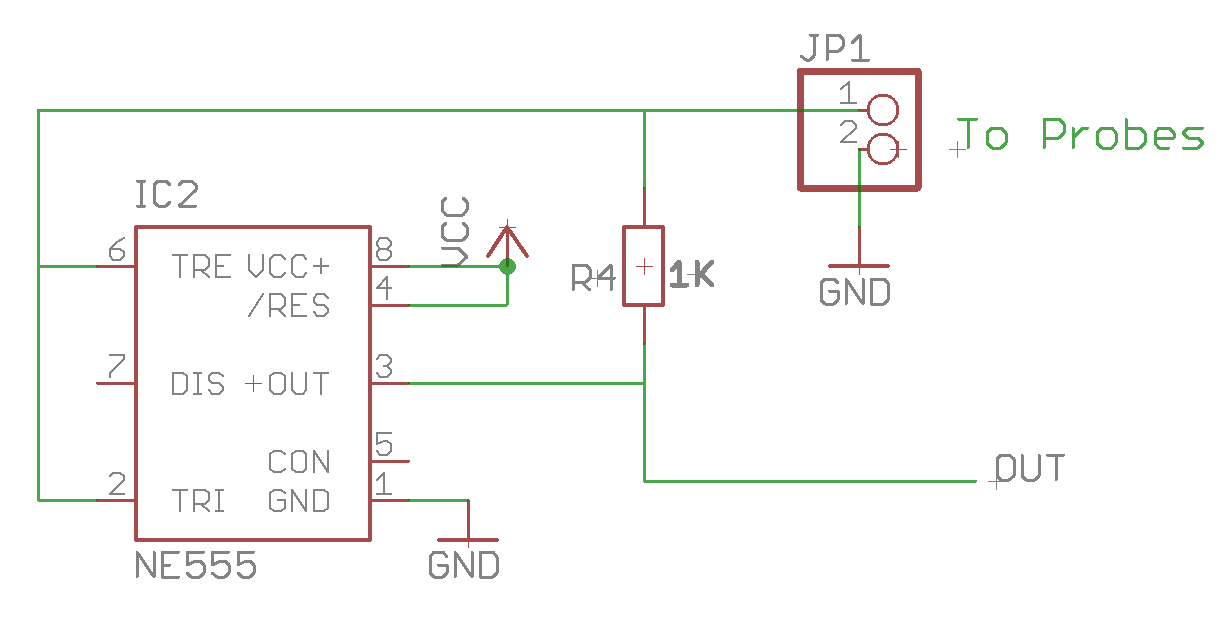 JP1
1
2
To Probes
IC2
VCC
6 TRE VCC+ 8
/RES 4
R4 1K
GND
7 DIS +OUT 3
CON 5
2 TRI GND 1
OUT
NE555
GND